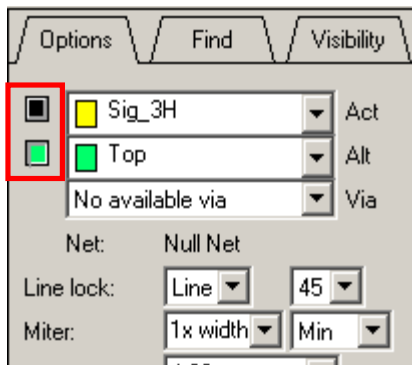 Options Find Visibility
Sig_3H Act
Top Alt
No available via Via
Net: Null Net
Line lock: Line 45
Miter: 1x width Min